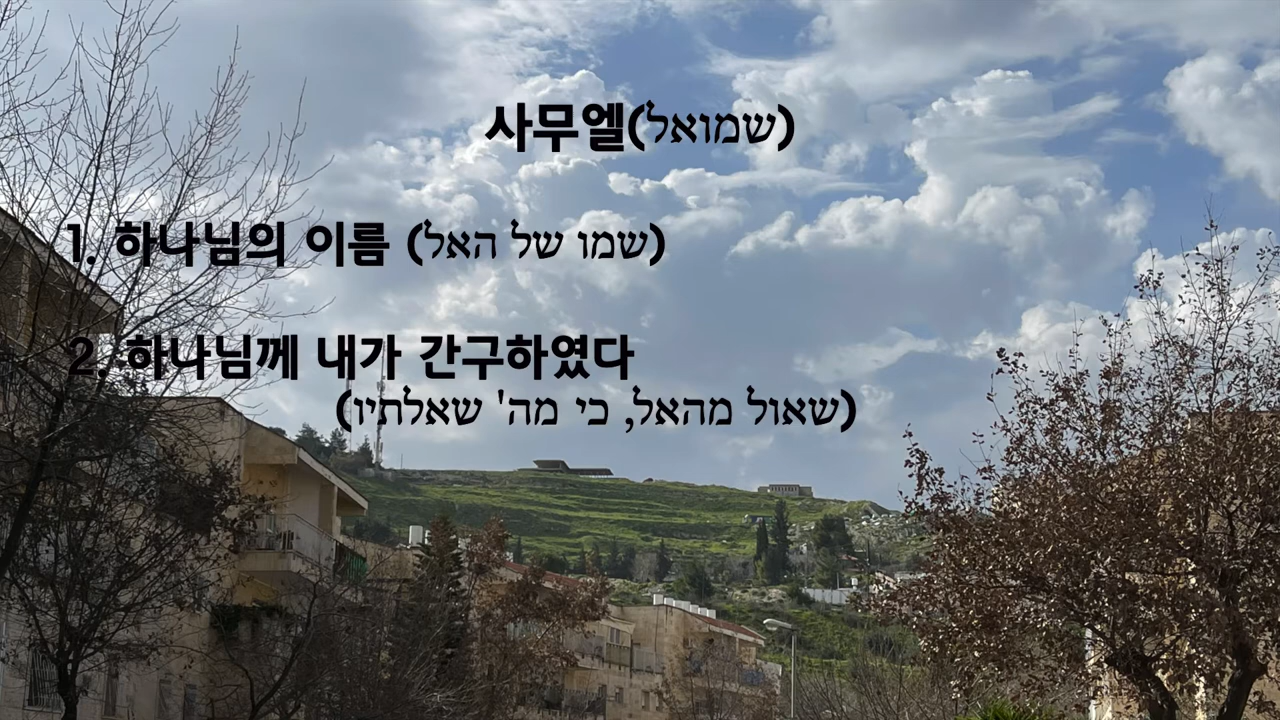 사무엘(שמואל)
1. 하나님의 이름 (שמו של האל)
2. 하나님께 내가 간구하였다
(שאול מהאל, כי מה' שאלתיו)